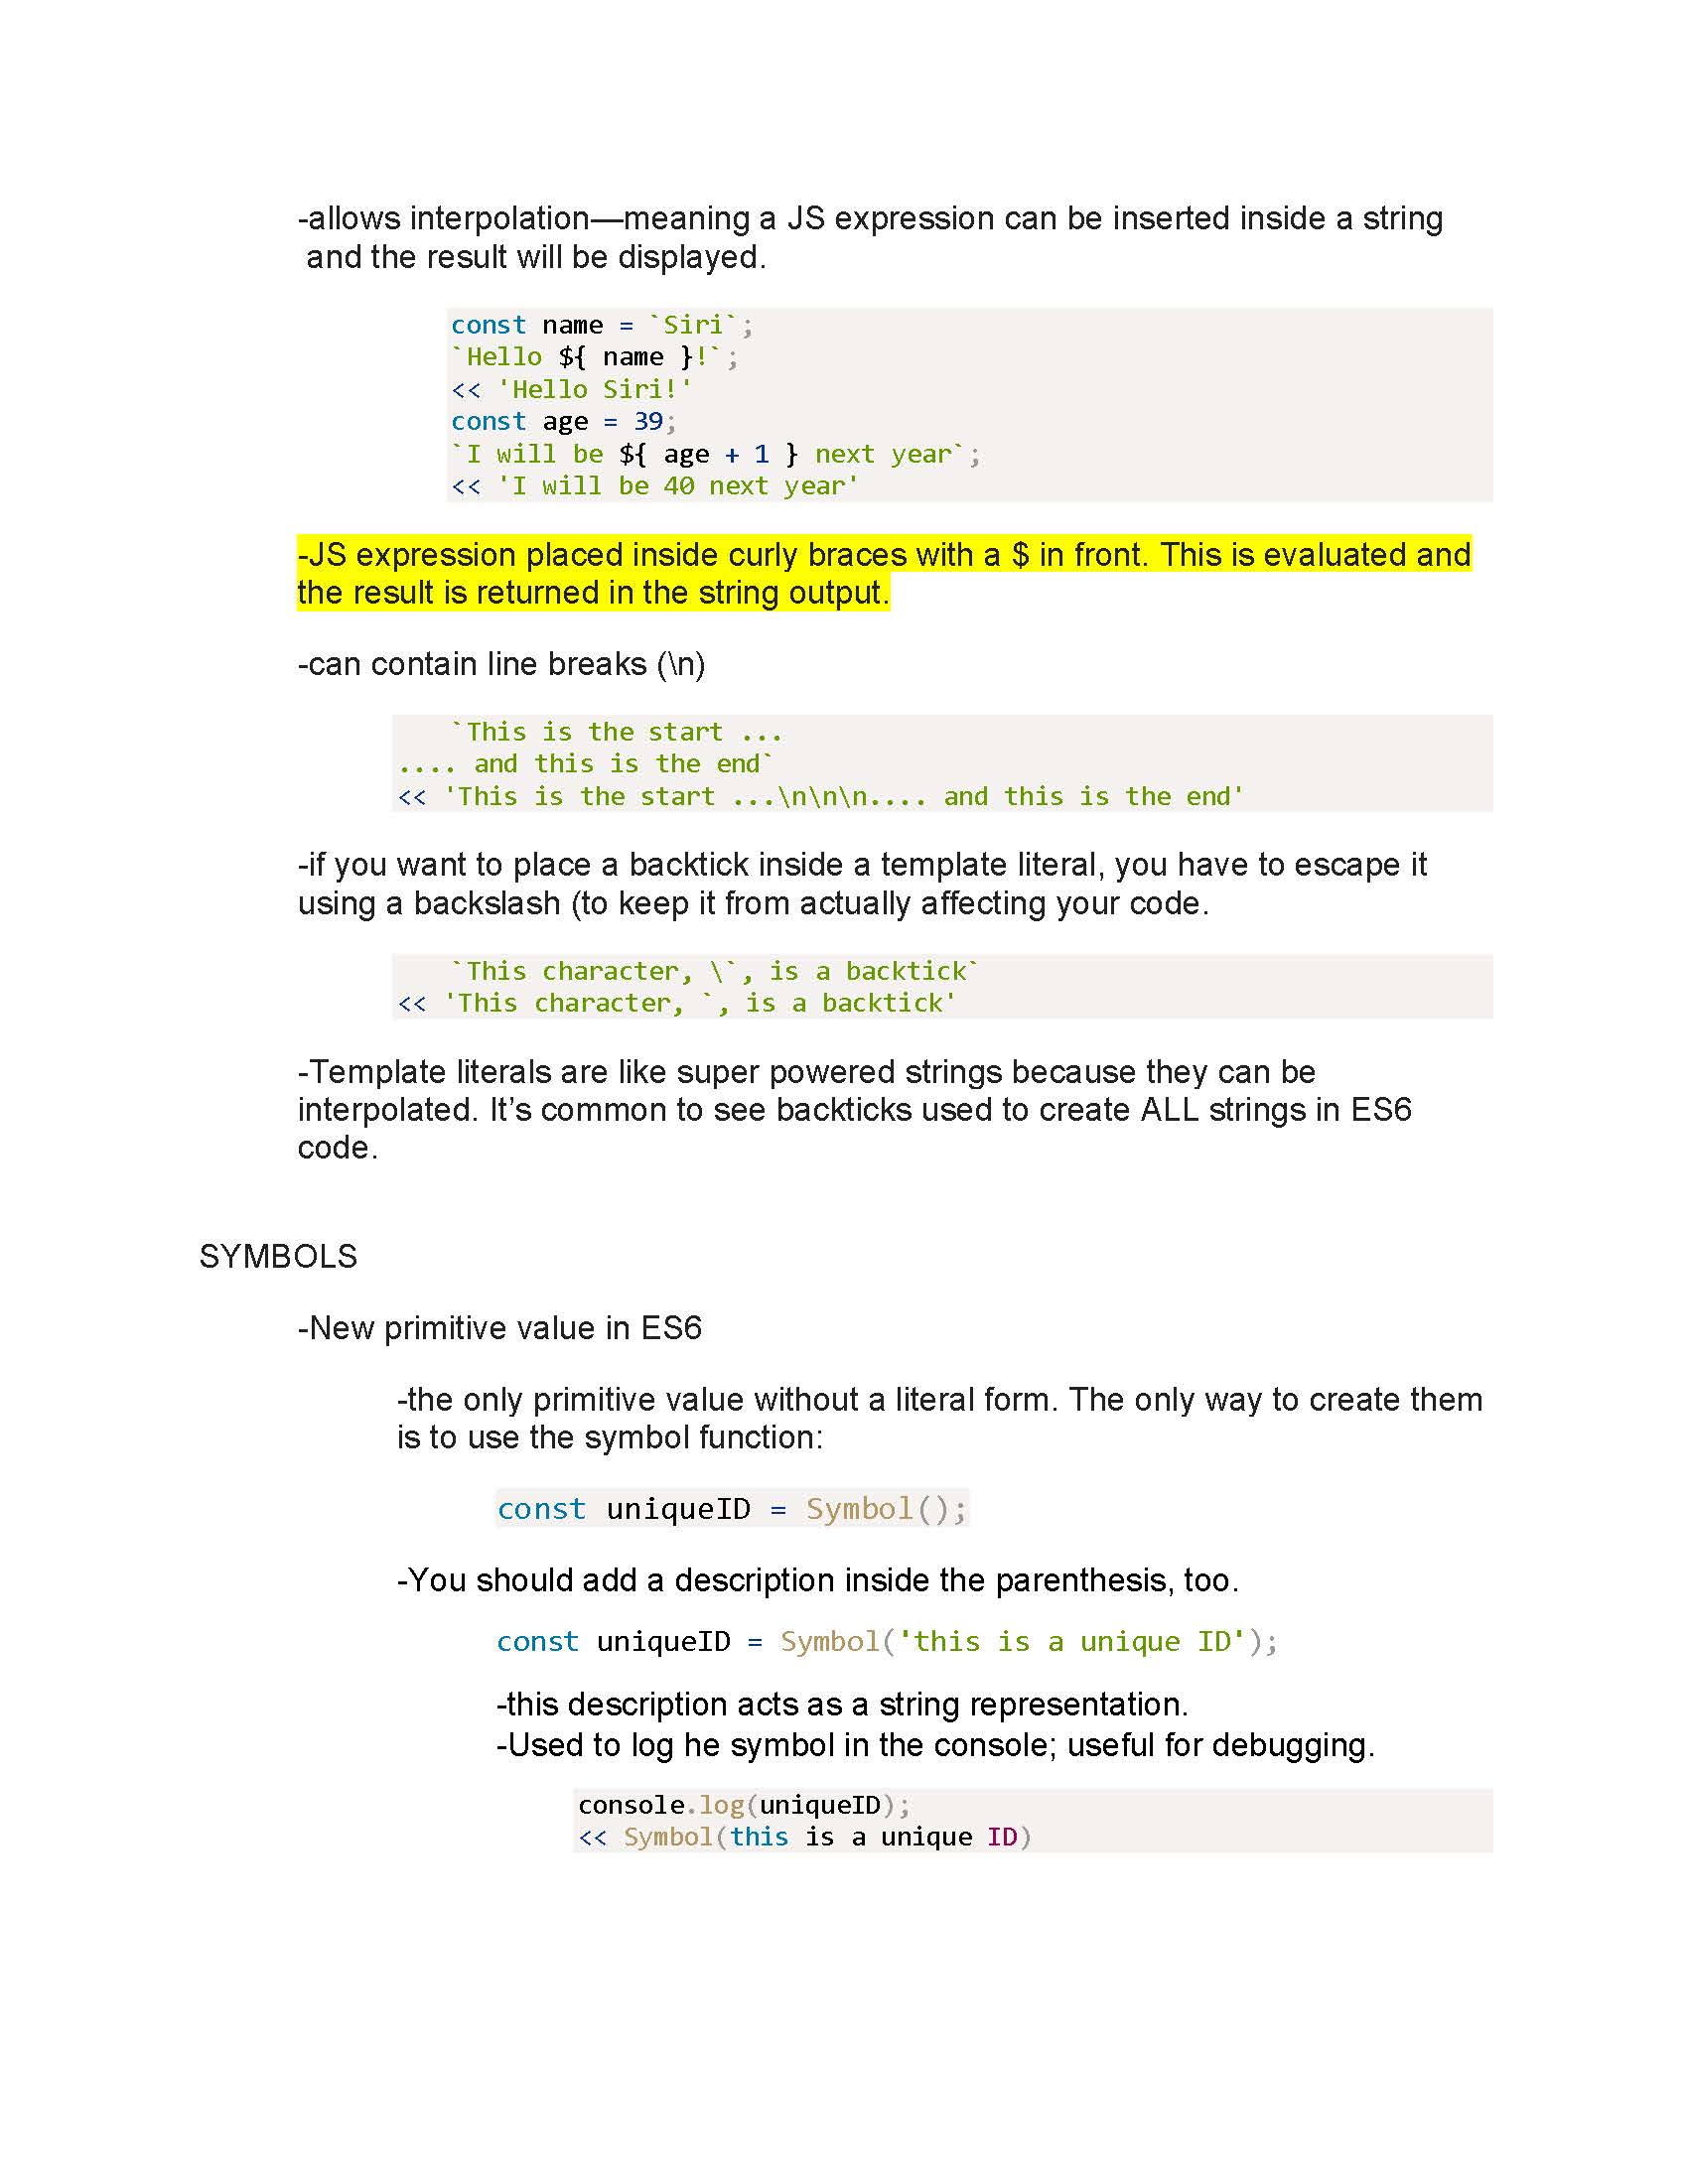 -allows interpolation—meaning a JS expression can be inserted inside a string
and the result will be displayed.
const name = `Siri`;
`Hello ${ name }!`;
<< 'Hello Siri!'
const age = 39;
`I will be ${ age + 1 } next year`;
<< 'I will be 40 next year'
-JS expression placed inside curly braces with a $ in front. This is evaluated and
the result is returned in the string output.
-can contain line breaks (\n)
`This is the start ...
.... and this is the end`
<< 'This is the start ...\n\n\n.... and this is the end'
-if you want to place a backtick inside a template literal, you have to escape it
using a backslash (to keep it from actually affecting your code.
`This character, \`, is a backtick`
<< 'This character, `, is a backtick'
-Template literals are like super powered strings because they can be
interpolated. It’s common to see backticks used to create ALL strings in ES6
code.
SYMBOLS
-New primitive value in ES6
-the only primitive value without a literal form. The only way to create them
is to use the symbol function:
const uniqueID = Symbol();
-You should add a description inside the parenthesis, too.
const uniqueID = Symbol('this is a unique ID');
-this description acts as a string representation.
-Used to log he symbol in the console; useful for debugging.
console.log(uniqueID);
<< Symbol(this is a unique ID)